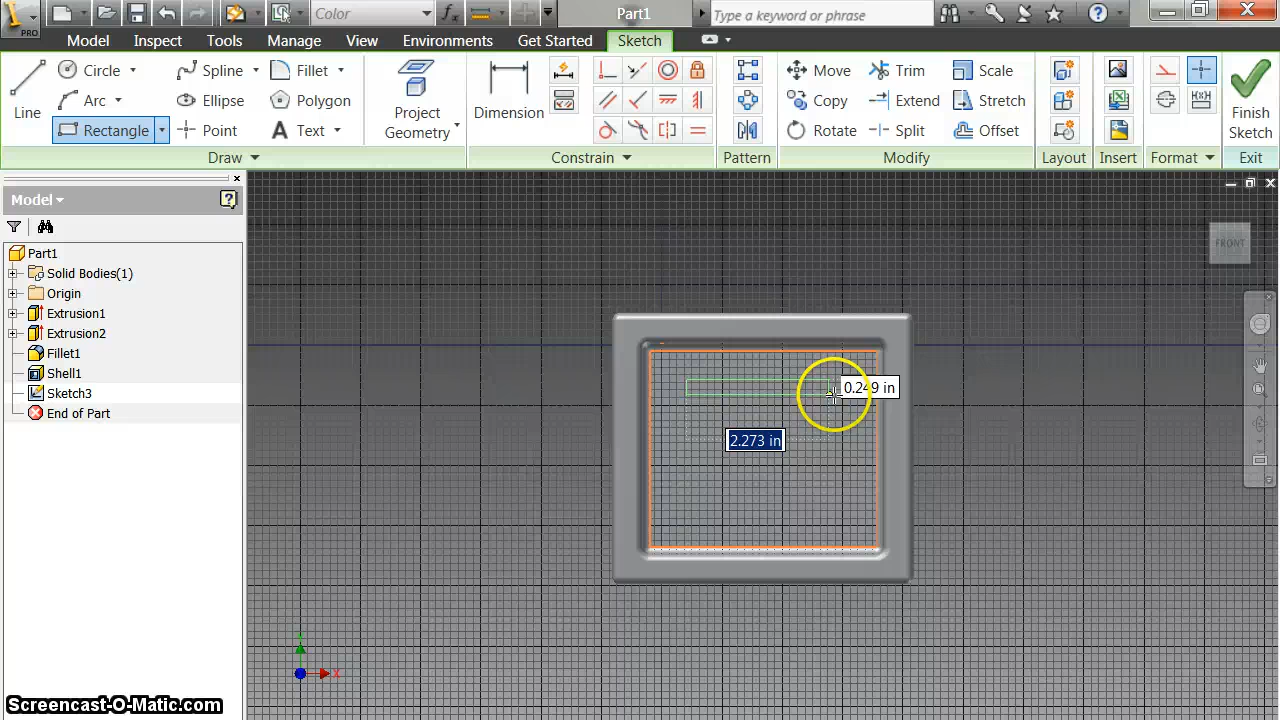 PRO
Color
Part1
Type a keyword or phrase
Model Inspect Tools Manage View Environments Get Started Sketch
Circle Spline Fillet Move Trim Scale
Line Arc Ellipse Polygon Project Geometry Dimension Copy Extend Stretch Finish Sketch
Rectangle Point Text Rotate Split Offset
Draw Constrain Pattern Modify Layout Insert Format Exit
Model
Part1
Solid Bodies(1)
Origin
Extrusion1
Extrusion2
Fillet1
Shell1
Sketch3
End of Part
FRONT
0.249 in
2.273 in
X
Screencast-O-Matic.com